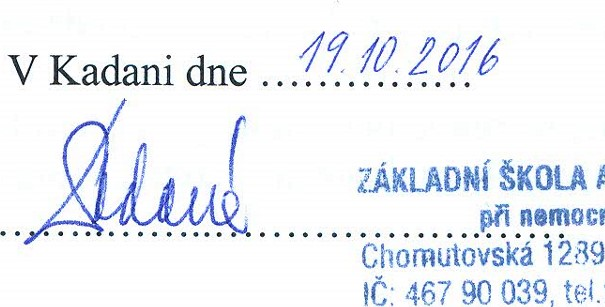 V Kadani dne 19.10.2016
ZÁKLADNÍ ŠKOLA A
při nemocn
Chomutovská 1289
IČ: 467 90 039, tel.